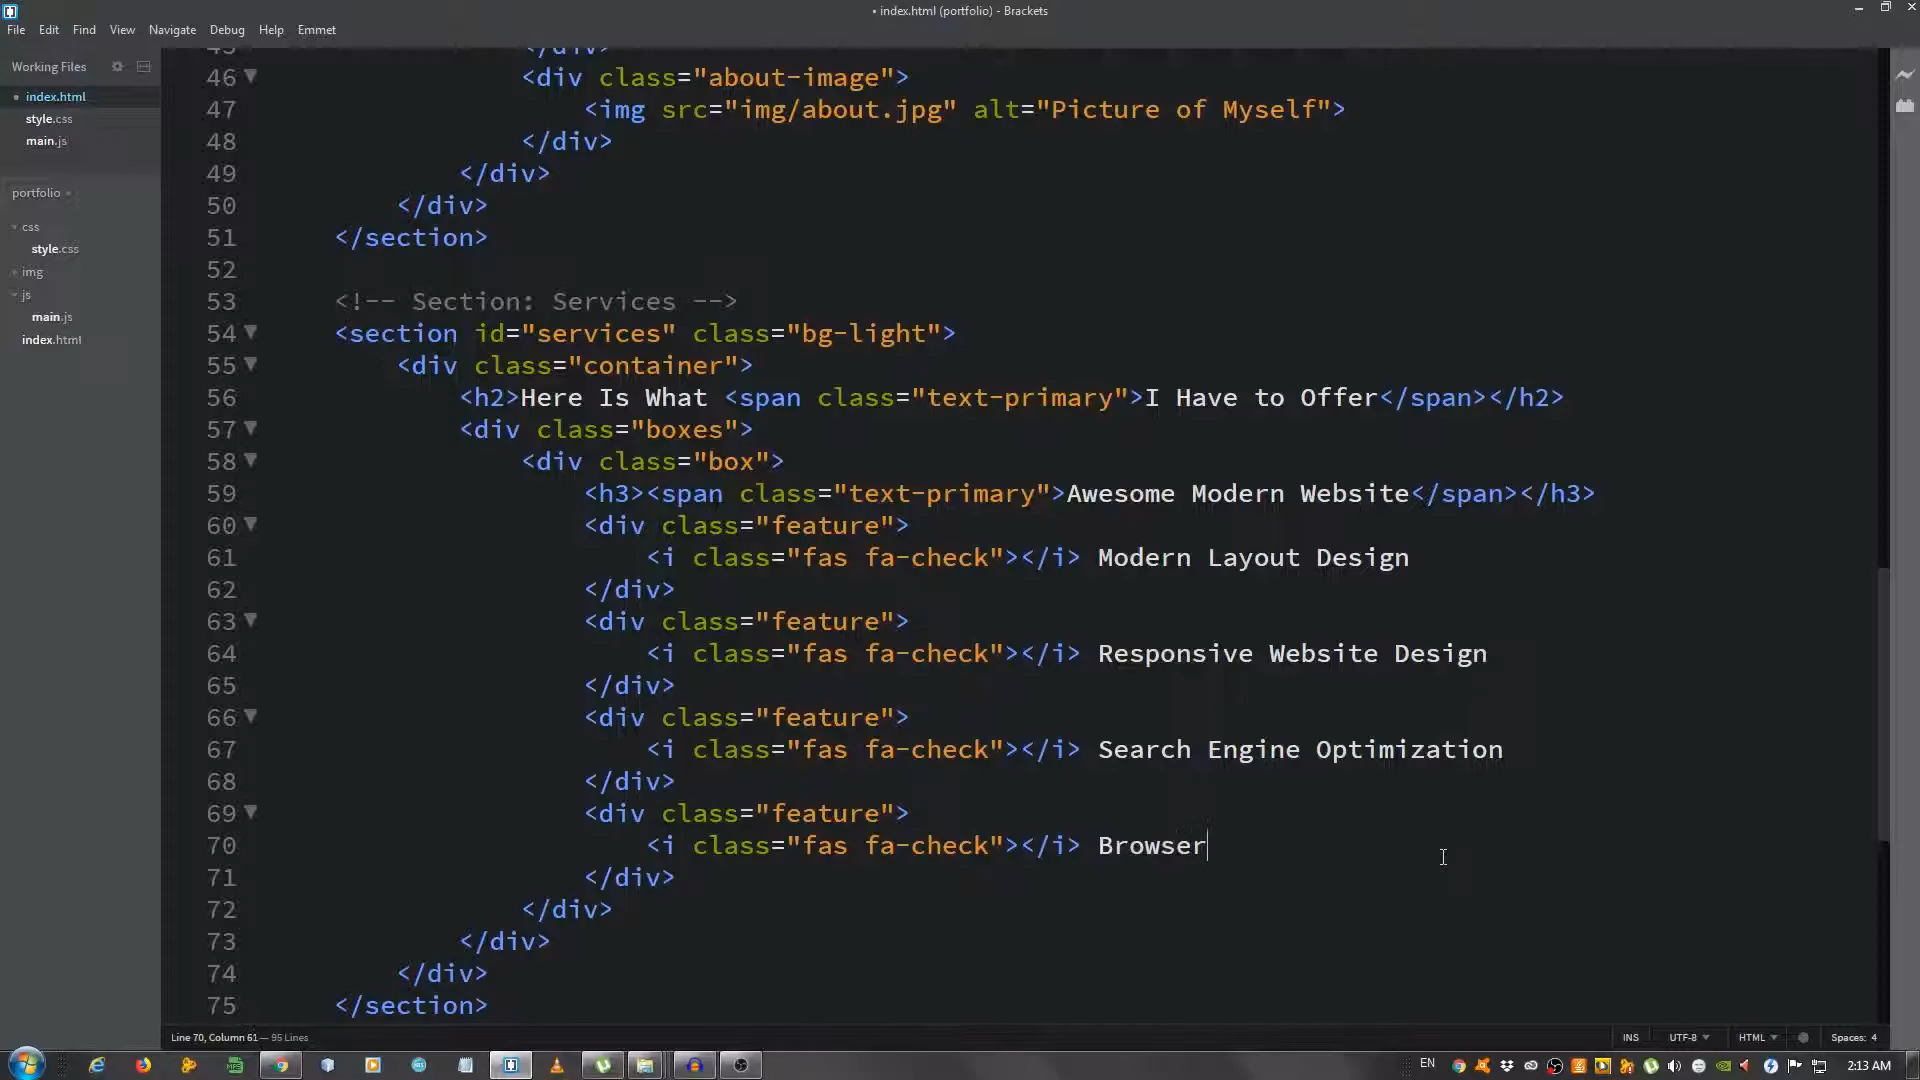 • index.html (portfolio) - Brackets
File Edit Find View Navigate Debug Help Emmet
Working Files
• index.html
style.css
main.js
portfolio
css
style.css
img
js
main.js
index.html
45 </div>
46 <div class="about-image">
47 <img src="img/about.jpg" alt="Picture of Myself">
48 </div>
49 </div>
50 </div>
51 </section>
52
53 <!-- Section: Services -->
54 <section id="services" class="bg-light">
55 <div class="container">
56 <h2>Here Is What <span class="text-primary">I Have to Offer</span></h2>
57 <div class="boxes">
58 <div class="box">
59 <h3><span class="text-primary">Awesome Modern Website</span></h3>
60 <div class="feature">
61 <i class="fas fa-check"></i> Modern Layout Design
62 </div>
63 <div class="feature">
64 <i class="fas fa-check"></i> Responsive Website Design
65 </div>
66 <div class="feature">
67 <i class="fas fa-check"></i> Search Engine Optimization
68 </div>
69 <div class="feature">
70 <i class="fas fa-check"></i> Browser
71 </div>
72 </div>
73 </div>
74 </div>
75 </section>
Line 70, Column 61 — 95 Lines
INS UTF-8 HTML Spaces: 4
EN 2:13 AM